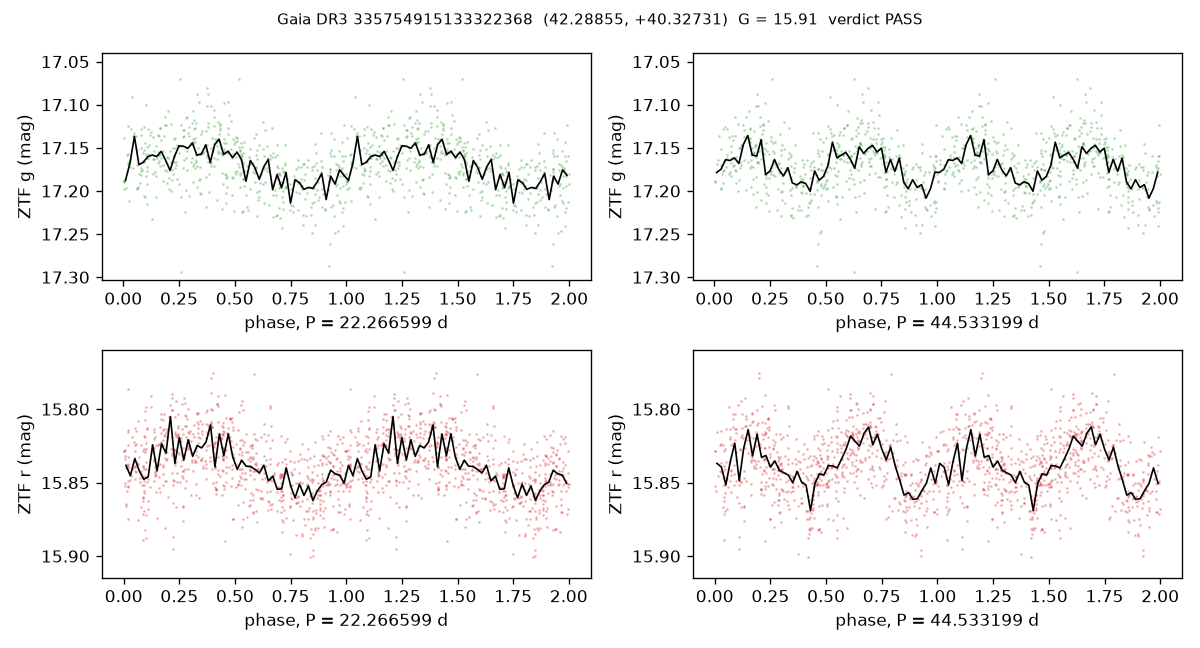 Gaia DR3 335754915133322368  (42.28855, +40.32731)  G = 15.91  verdict PASS
ZTF g (mag)
17.05
17.10
17.15
17.20
17.25
17.30
0.00 0.25 0.50 0.75 1.00 1.25 1.50 1.75 2.00
phase, P = 22.266599 d
ZTF g (mag)
17.05
17.10
17.15
17.20
17.25
17.30
0.00 0.25 0.50 0.75 1.00 1.25 1.50 1.75 2.00
phase, P = 44.533199 d
ZTF r (mag)
15.80
15.85
15.90
0.00 0.25 0.50 0.75 1.00 1.25 1.50 1.75 2.00
phase, P = 22.266599 d
ZTF r (mag)
15.80
15.85
15.90
0.00 0.25 0.50 0.75 1.00 1.25 1.50 1.75 2.00
phase, P = 44.533199 d